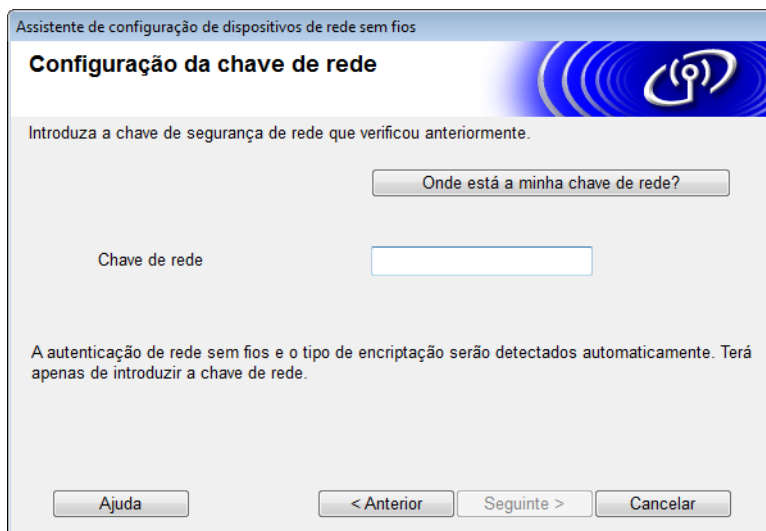 Assistente de configuração de dispositivos de rede sem fios
Configuração da chave de rede
Introduza a chave de segurança de rede que verificou anteriormente.
Onde está a minha chave de rede?
Chave de rede
A autenticação de rede sem fios e o tipo de encriptação serão detectados automaticamente. Terá
apenas de introduzir a chave de rede.
Ajuda < Anterior Seguinte > Cancelar